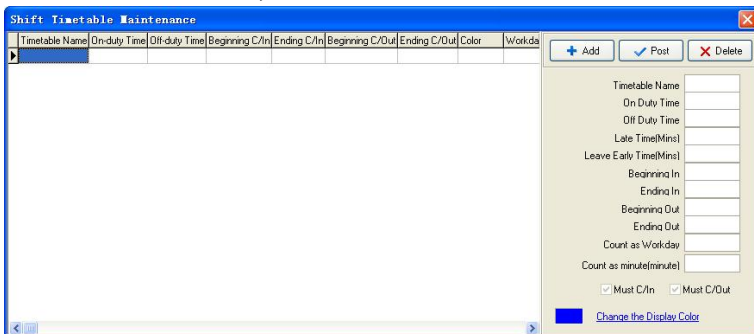 Shift Timetable Maintenance
Timetable Name On-duty Time Off-duty Time Beginning C/In Ending C/In Beginning C/Out Ending C/Out Color Workda
Add Post Delete
Timetable Name
On Duty Time
Off Duty Time
Late Time(Mins)
Leave Early Time(Mins)
Beginning In
Ending In
Beginning Out
Ending Out
Count as Workday
Count as minute(minute)
Must C/In Must C/Out
Change the Display Color